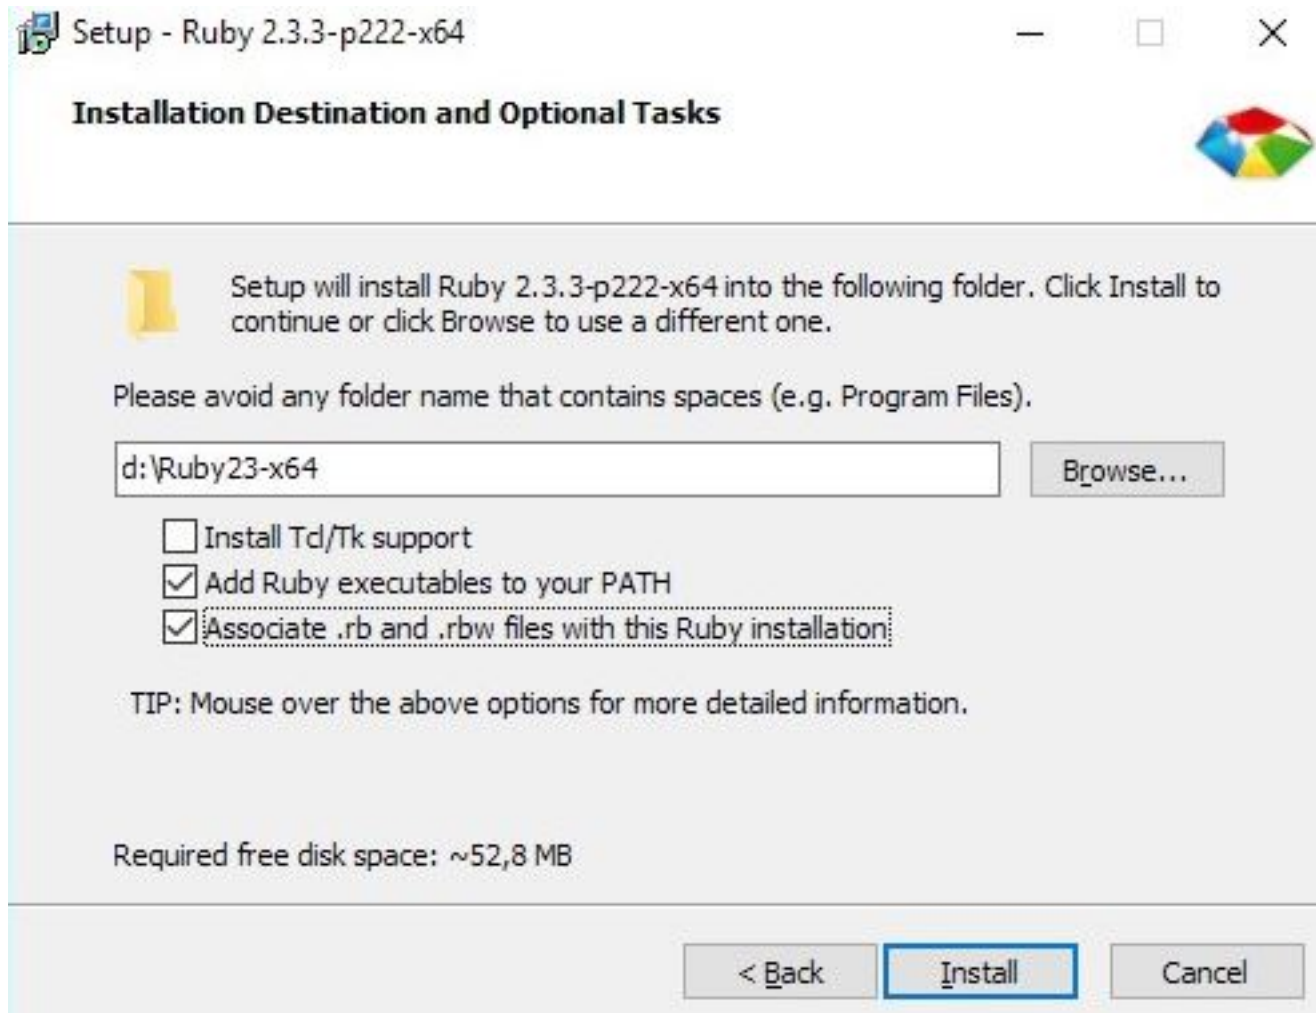 Setup - Ruby 2.3.3-p222-x64
Installation Destination and Optional Tasks
Setup will install Ruby 2.3.3-p222-x64 into the following folder. Click Install to
continue or click Browse to use a different one.
Please avoid any folder name that contains spaces (e.g. Program Files).
d:\Ruby23-x64
Browse...
Install Tcl/Tk support
Add Ruby executables to your PATH
Associate .rb and .rbw files with this Ruby installation
TIP: Mouse over the above options for more detailed information.
Required free disk space: ~52,8 MB
< Back
Install
Cancel